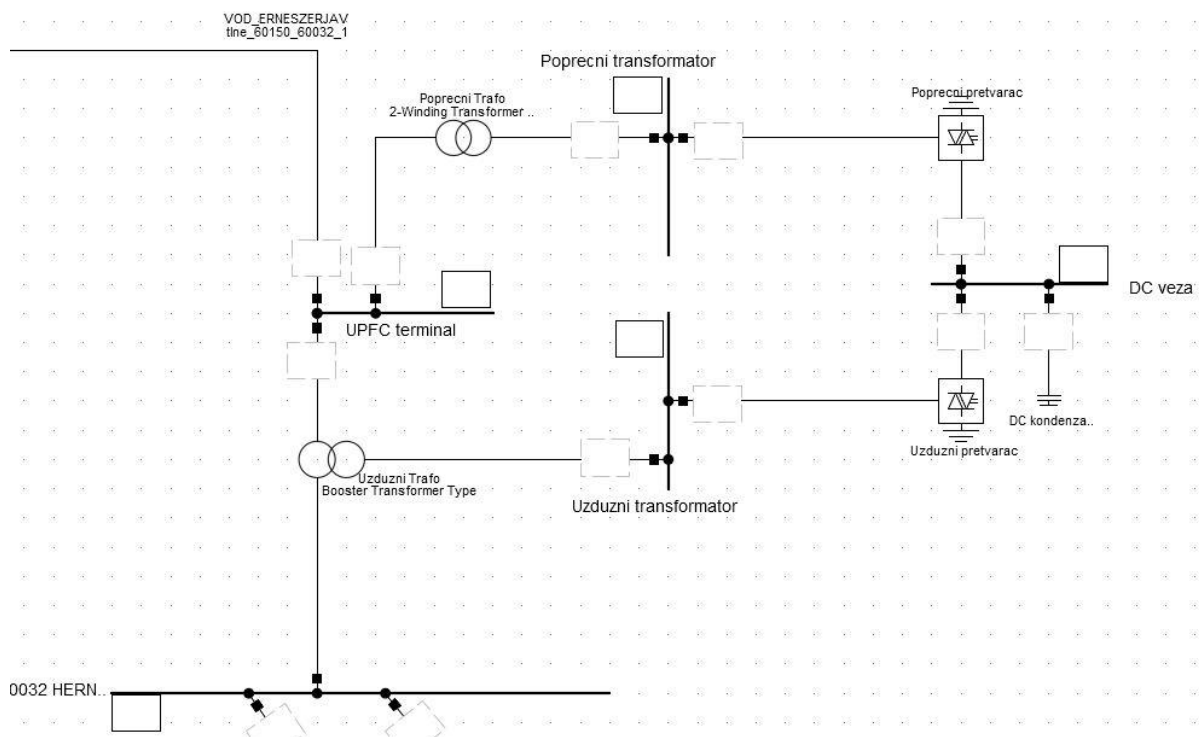 VOD_ERNESZERJAV
tlne_60150_60032_1
Poprecni transformator
Poprecni Trafo
2-Winding Transformer ..
Poprecni pretvarac
DC veza
UPFC terminal
DC kondenza..
Uzduzni pretvarac
Uzduzni Trafo
Booster Transformer Type
Uzduzni transformator
0032 HERN..